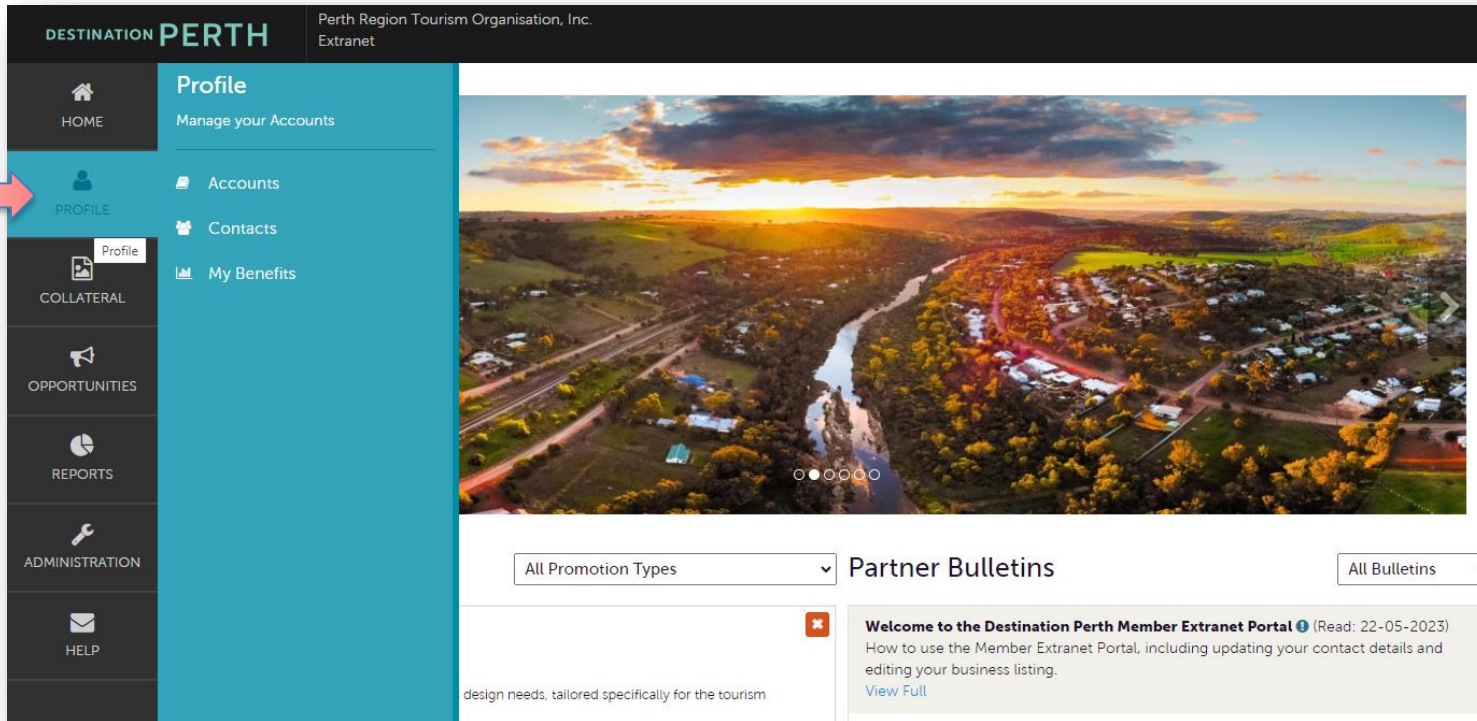 DESTINATION PERTH
Perth Region Tourism Organisation, Inc.
Extranet
HOME
PROFILE
Profile
COLLATERAL
OPPORTUNITIES
REPORTS
ADMINISTRATION
HELP
Profile
Manage your Accounts
Accounts
Contacts
My Benefits
All Promotion Types
design needs, tailored specifically for the tourism
Partner Bulletins
All Bulletins
Welcome to the Destination Perth Member Extranet Portal (Read: 22-05-2023)
How to use the Member Extranet Portal, including updating your contact details and
editing your business listing.
View Full